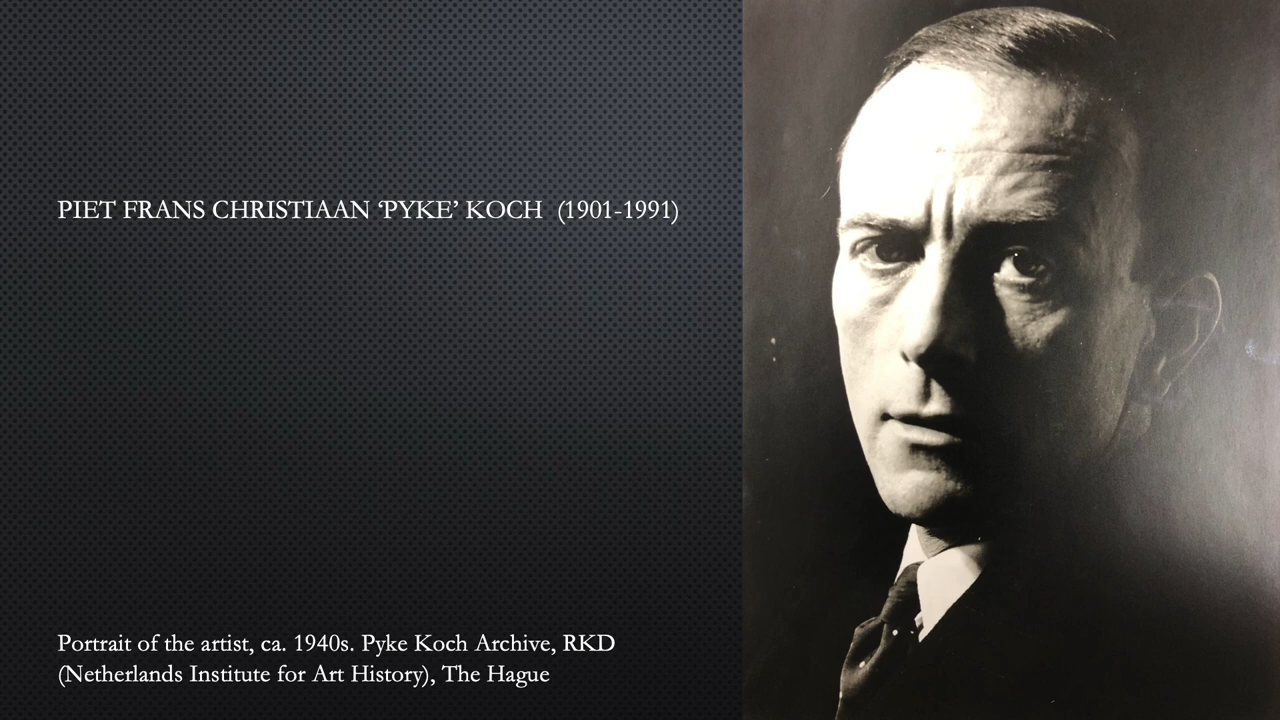 PIET FRANS CHRISTIAAN ‘PYKE’ KOCH (1901-1991)
Portrait of the artist, ca. 1940s. Pyke Koch Archive, RKD
(Netherlands Institute for Art History), The Hague